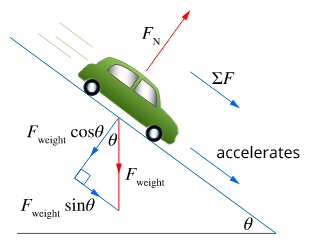 F_N
ΣF
F_weight cosθ
θ
accelerates
F_weight
F_weight sinθ
θ